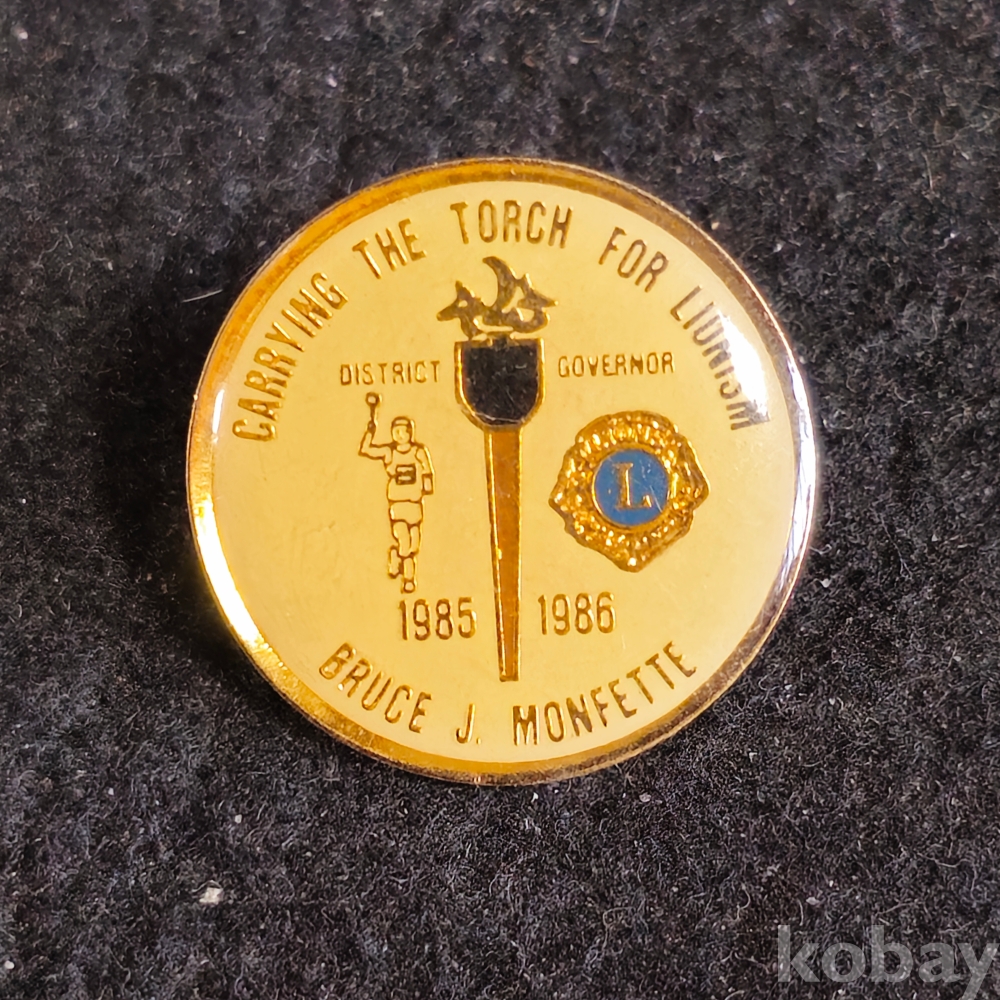 CARRYING THE TORCH FOR LIONISM
DISTRICT GOVERNOR
L
1985 1986
BRUCE J. MONFETTE
kobay